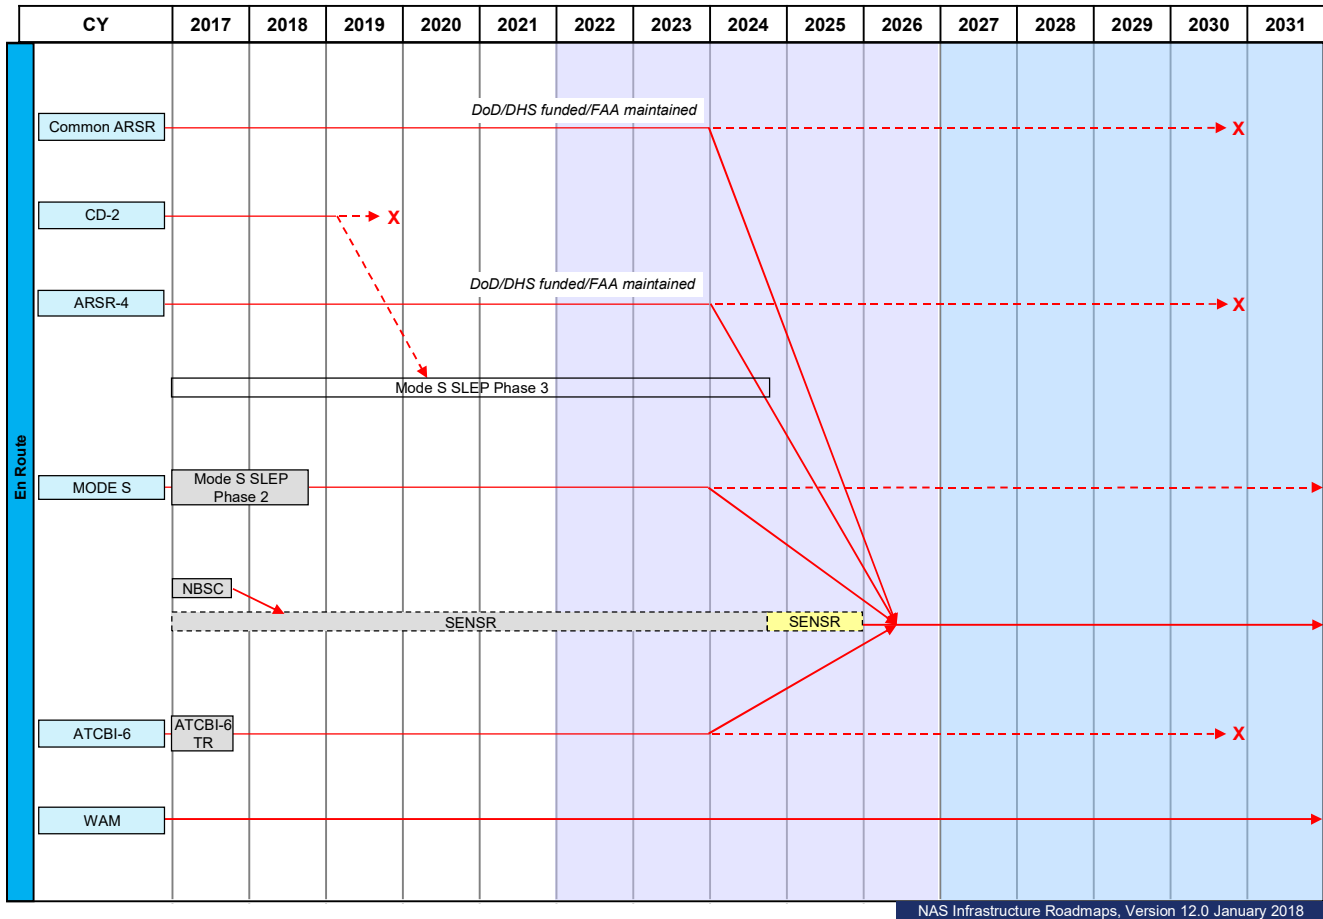 CY 2017 2018 2019 2020 2021 2022 2023 2024 2025 2026 2027 2028 2029 2030 2031
En Route
DoD/DHS funded/FAA maintained
Common ARSR
X
CD-2
X
DoD/DHS funded/FAA maintained
ARSR-4
X
Mode S SLEP Phase 3
MODE S
Mode S SLEP
Phase 2
NBSC
SENSR
SENSR
ATCBI-6
ATCBI-6
TR
X
WAM
NAS Infrastructure Roadmaps, Version 12.0 January 2018